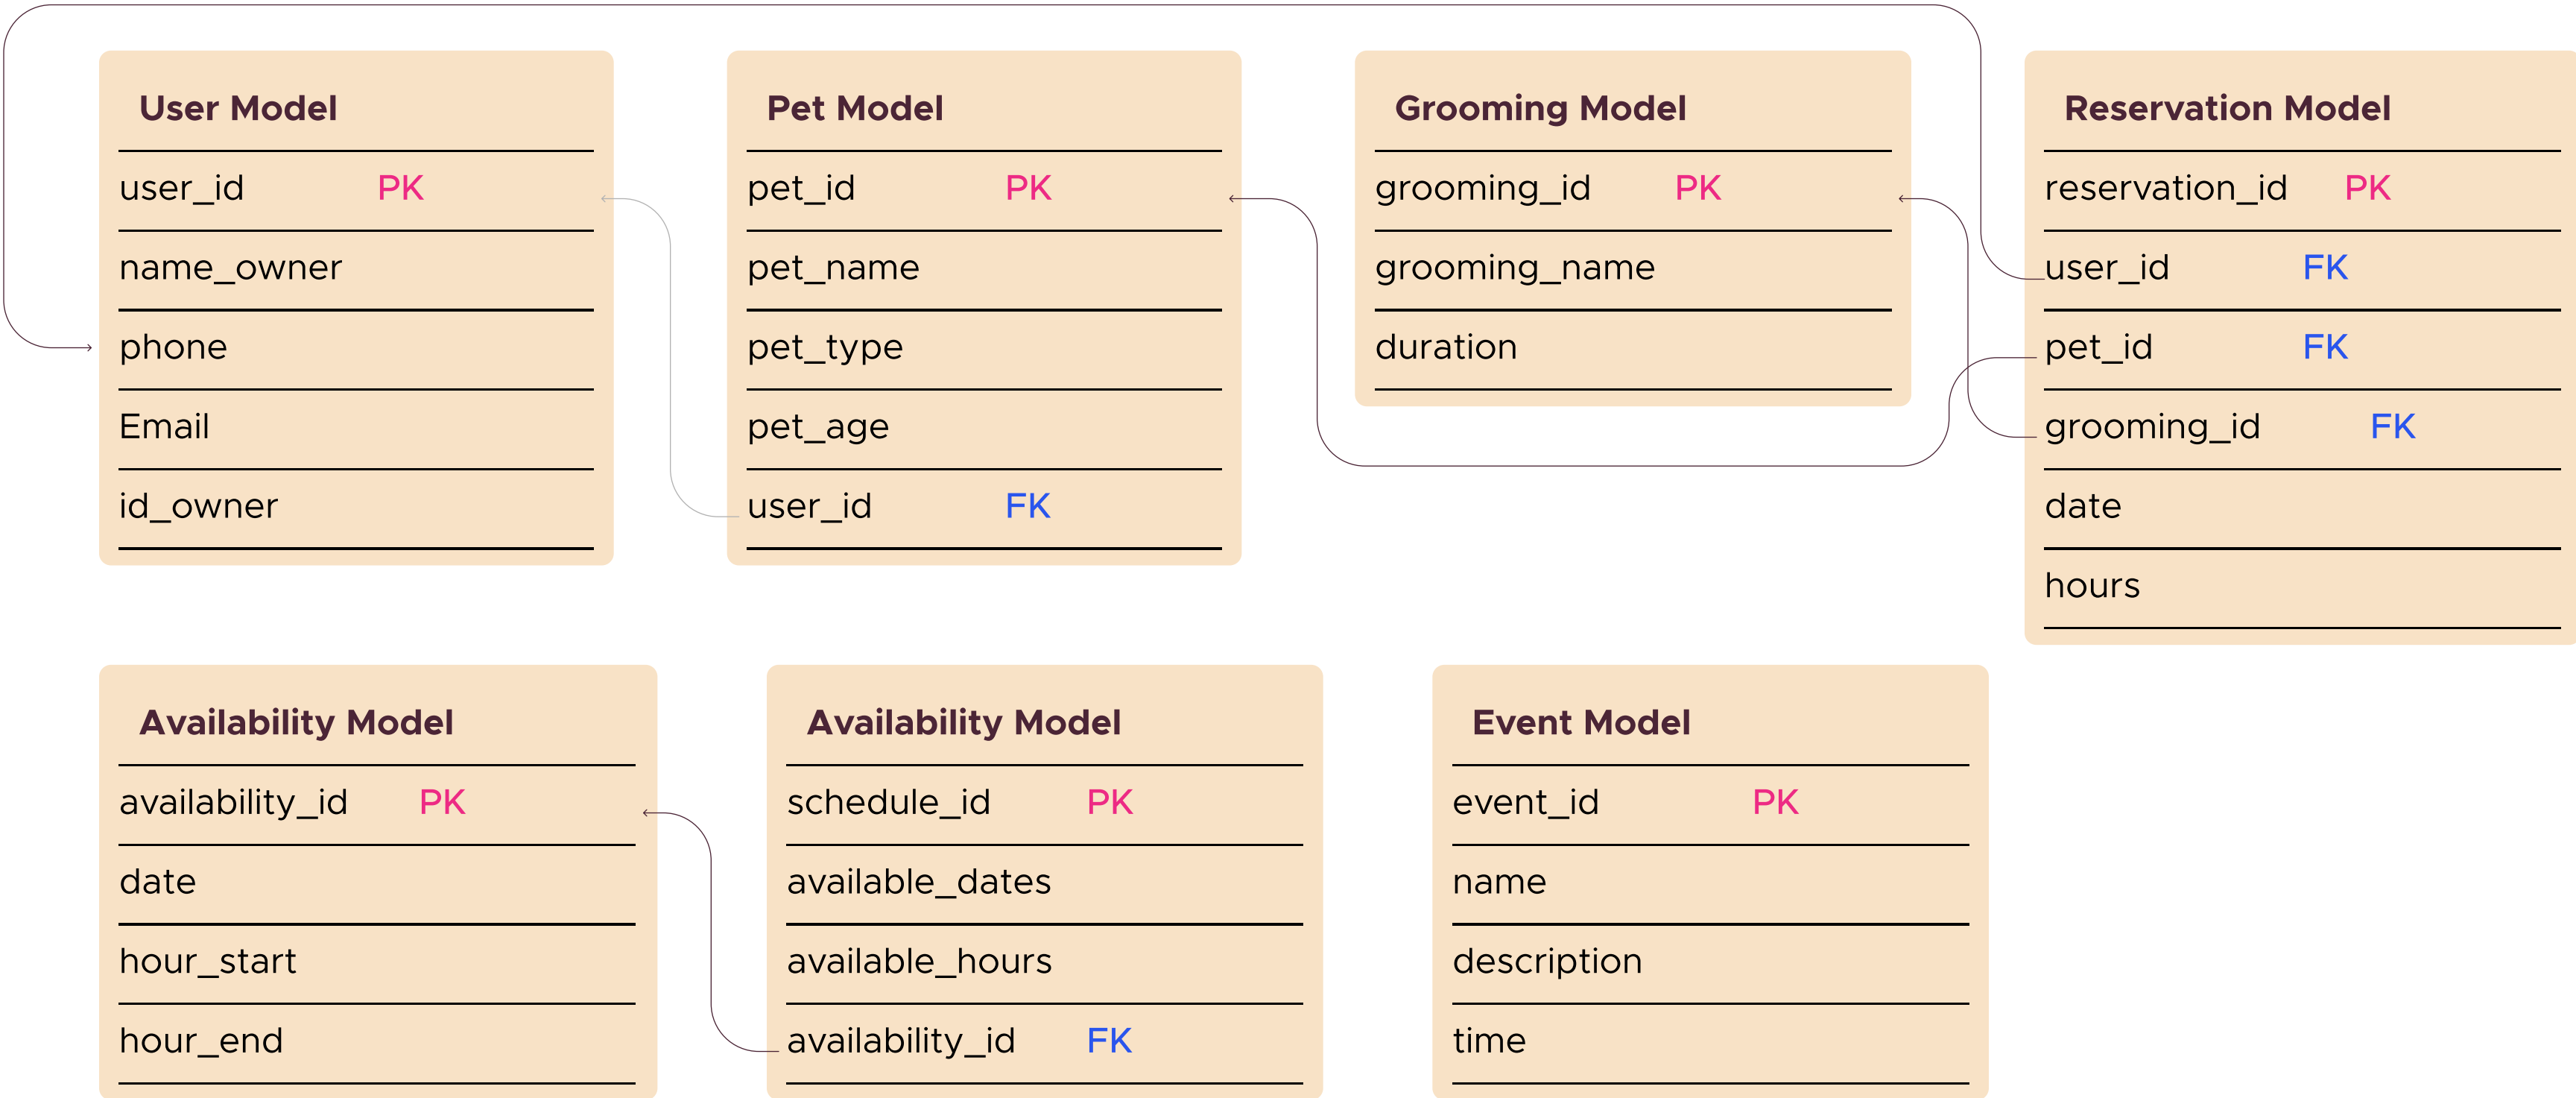 User Model
user_id PK
name_owner
phone
Email
id_owner
Pet Model
pet_id PK
pet_name
pet_type
pet_age
user_id FK
Grooming Model
grooming_id PK
grooming_name
duration
Reservation Model
reservation_id PK
user_id FK
pet_id FK
grooming_id FK
date
hours
Availability Model
availability_id PK
date
hour_start
hour_end
Availability Model
schedule_id PK
available_dates
available_hours
availability_id FK
Event Model
event_id PK
name
description
time